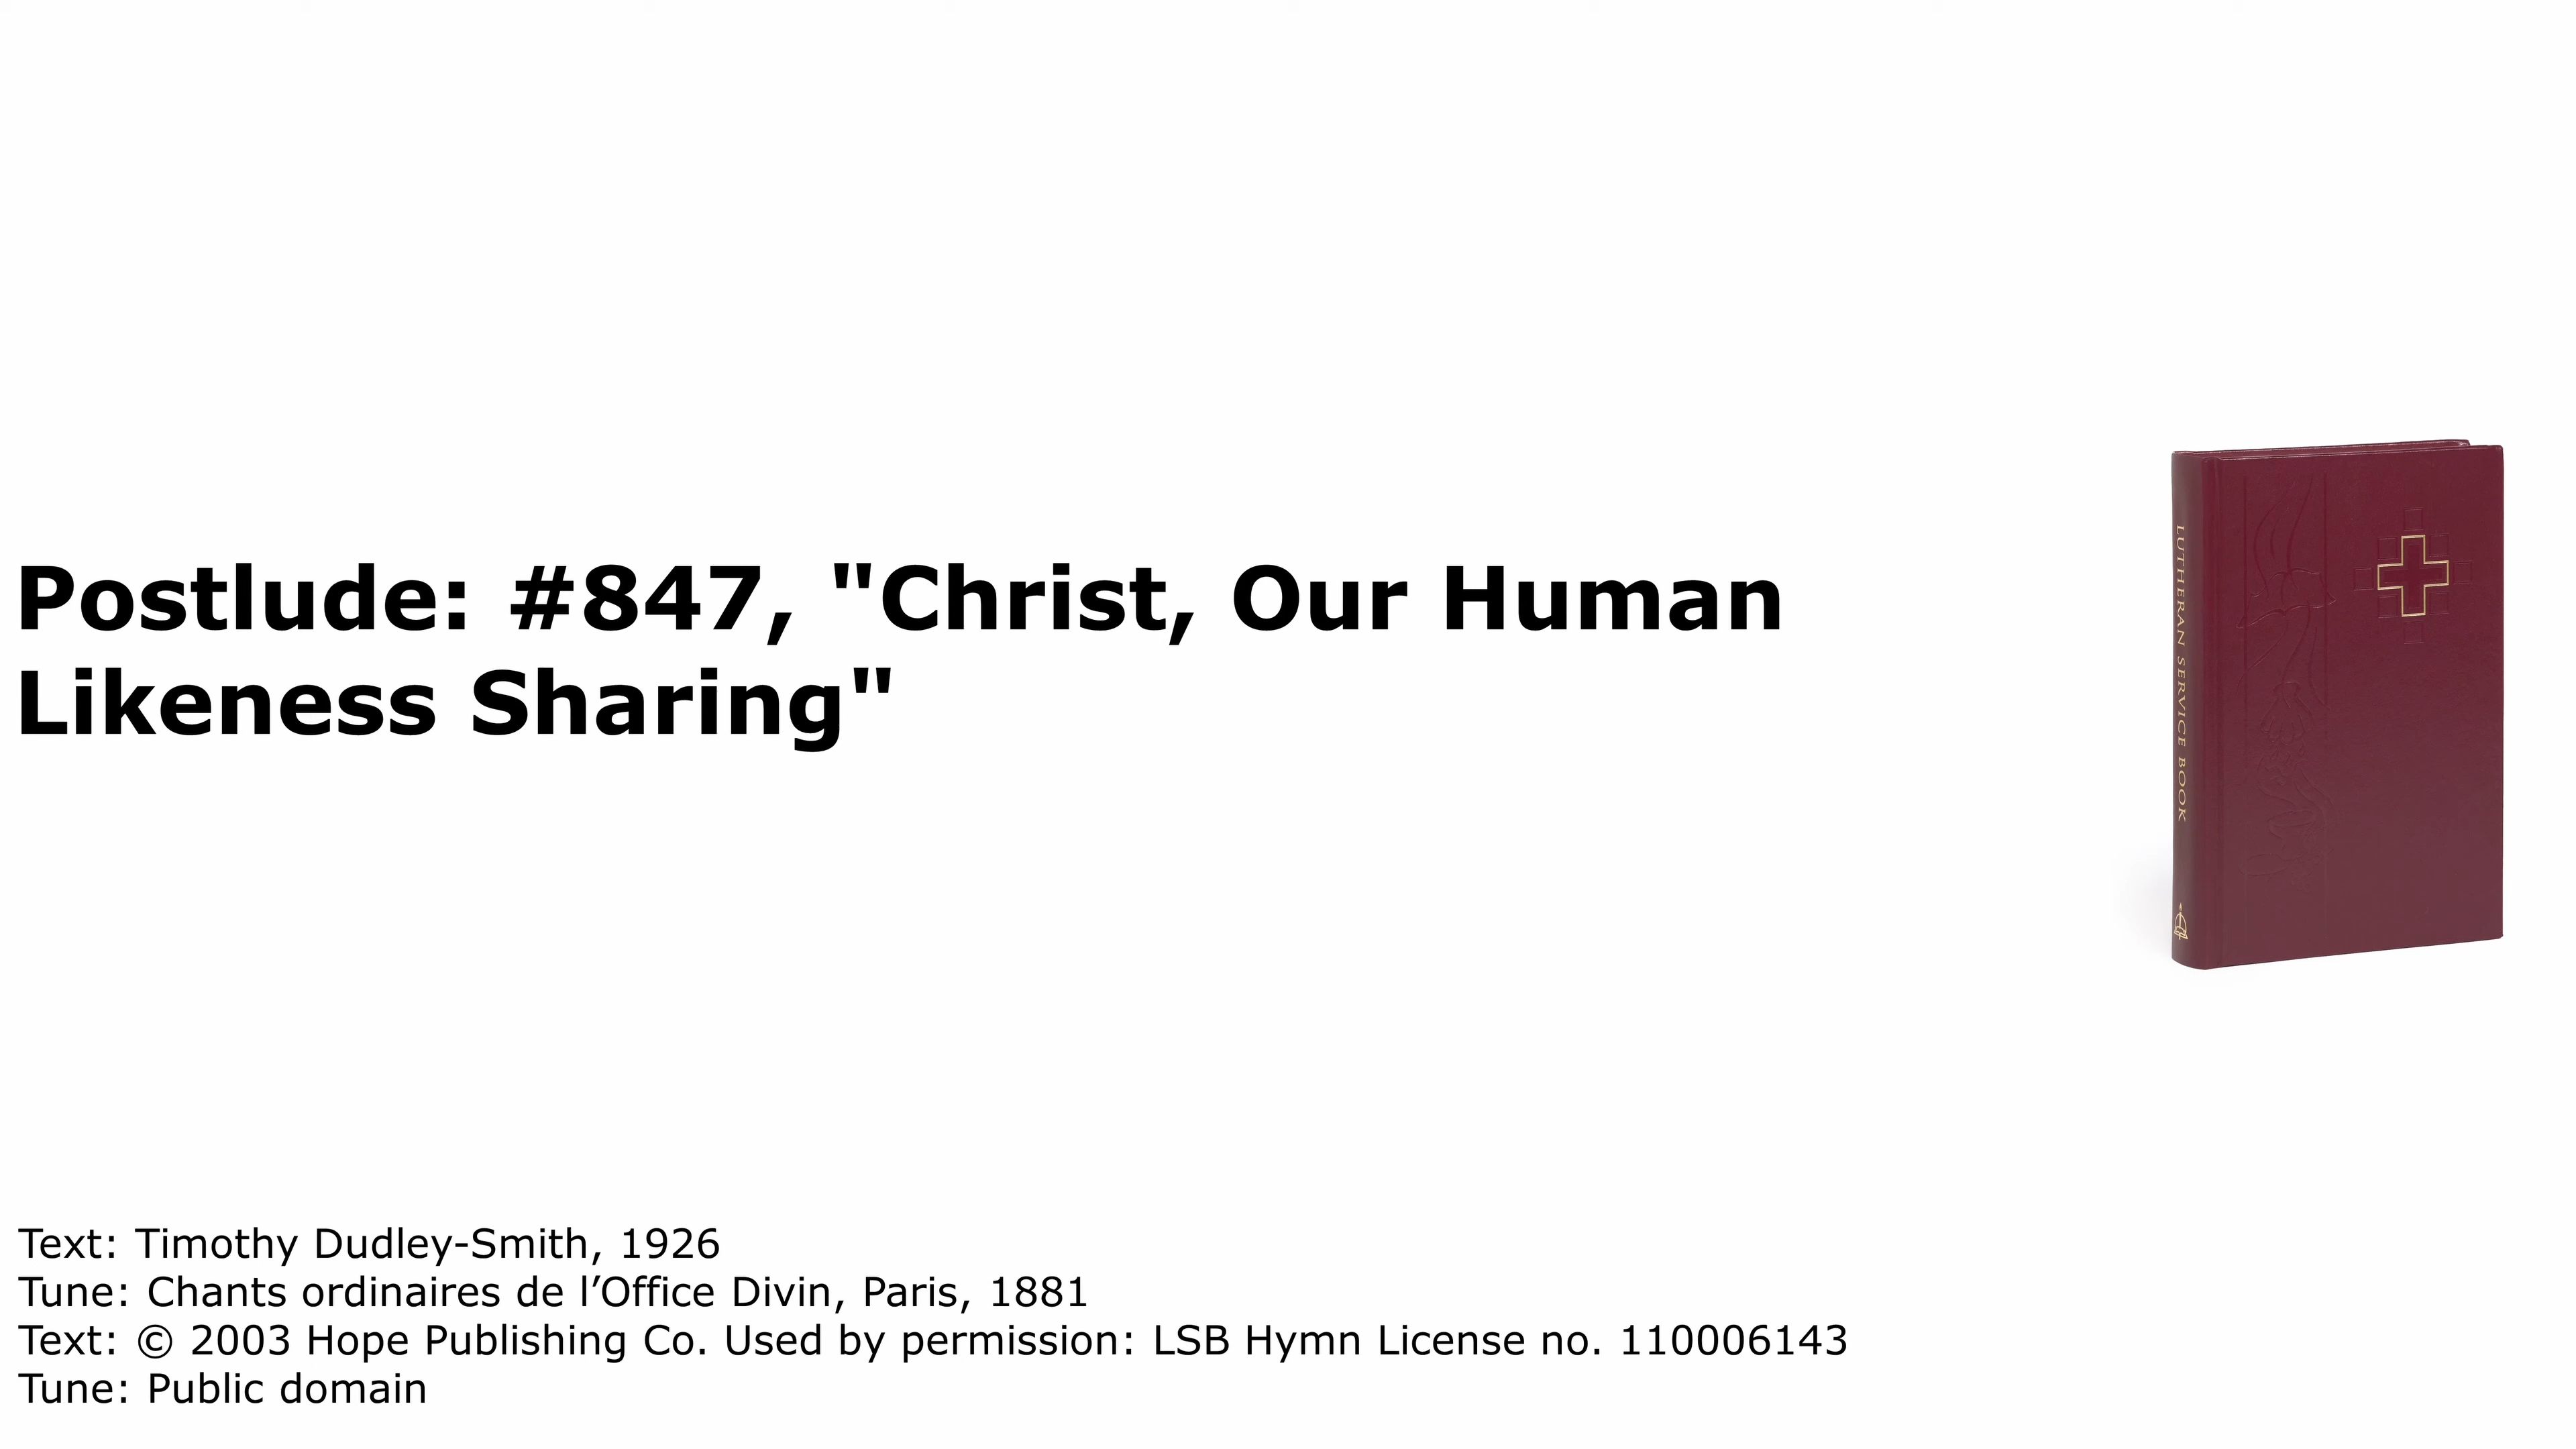 Postlude: #847, "Christ, Our Human
Likeness Sharing"
LUTHERAN SERVICE BOOK
Text: Timothy Dudley-Smith, 1926
Tune: Chants ordinaires de l’Office Divin, Paris, 1881
Text: © 2003 Hope Publishing Co. Used by permission: LSB Hymn License no. 110006143
Tune: Public domain